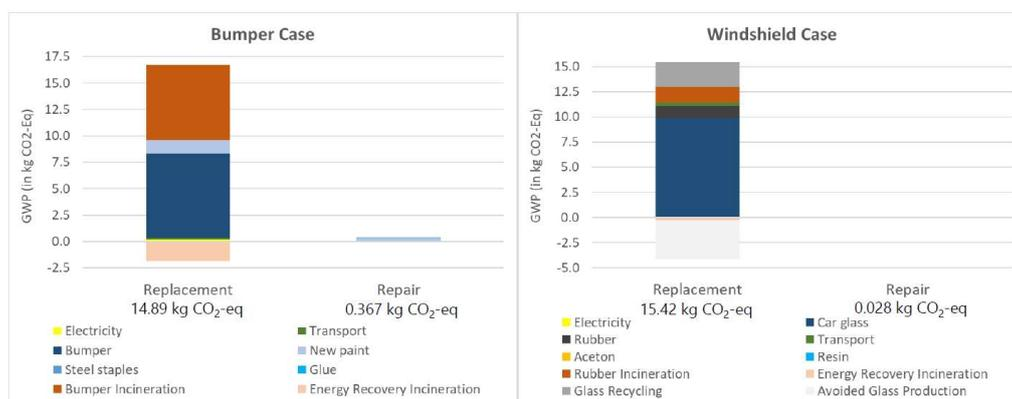 Bumper Case
GWP (in kg CO2-Eq)
17.5
15.0
12.5
10.0
7.5
5.0
2.5
0.0
-2.5
Replacement Repair
14.89 kg CO₂-eq 0.367 kg CO₂-eq
Electricity Transport
Bumper New paint
Steel staples Glue
Bumper Incineration Energy Recovery Incineration
Windshield Case
GWP (in kg CO2-Eq)
15.0
12.5
10.0
7.5
5.0
2.5
0.0
-2.5
-5.0
Replacement Repair
15.42 kg CO₂-eq 0.028 kg CO₂-eq
Electricity Car glass
Rubber Transport
Aceton Resin
Rubber Incineration Energy Recovery Incineration
Glass Recycling Avoided Glass Production